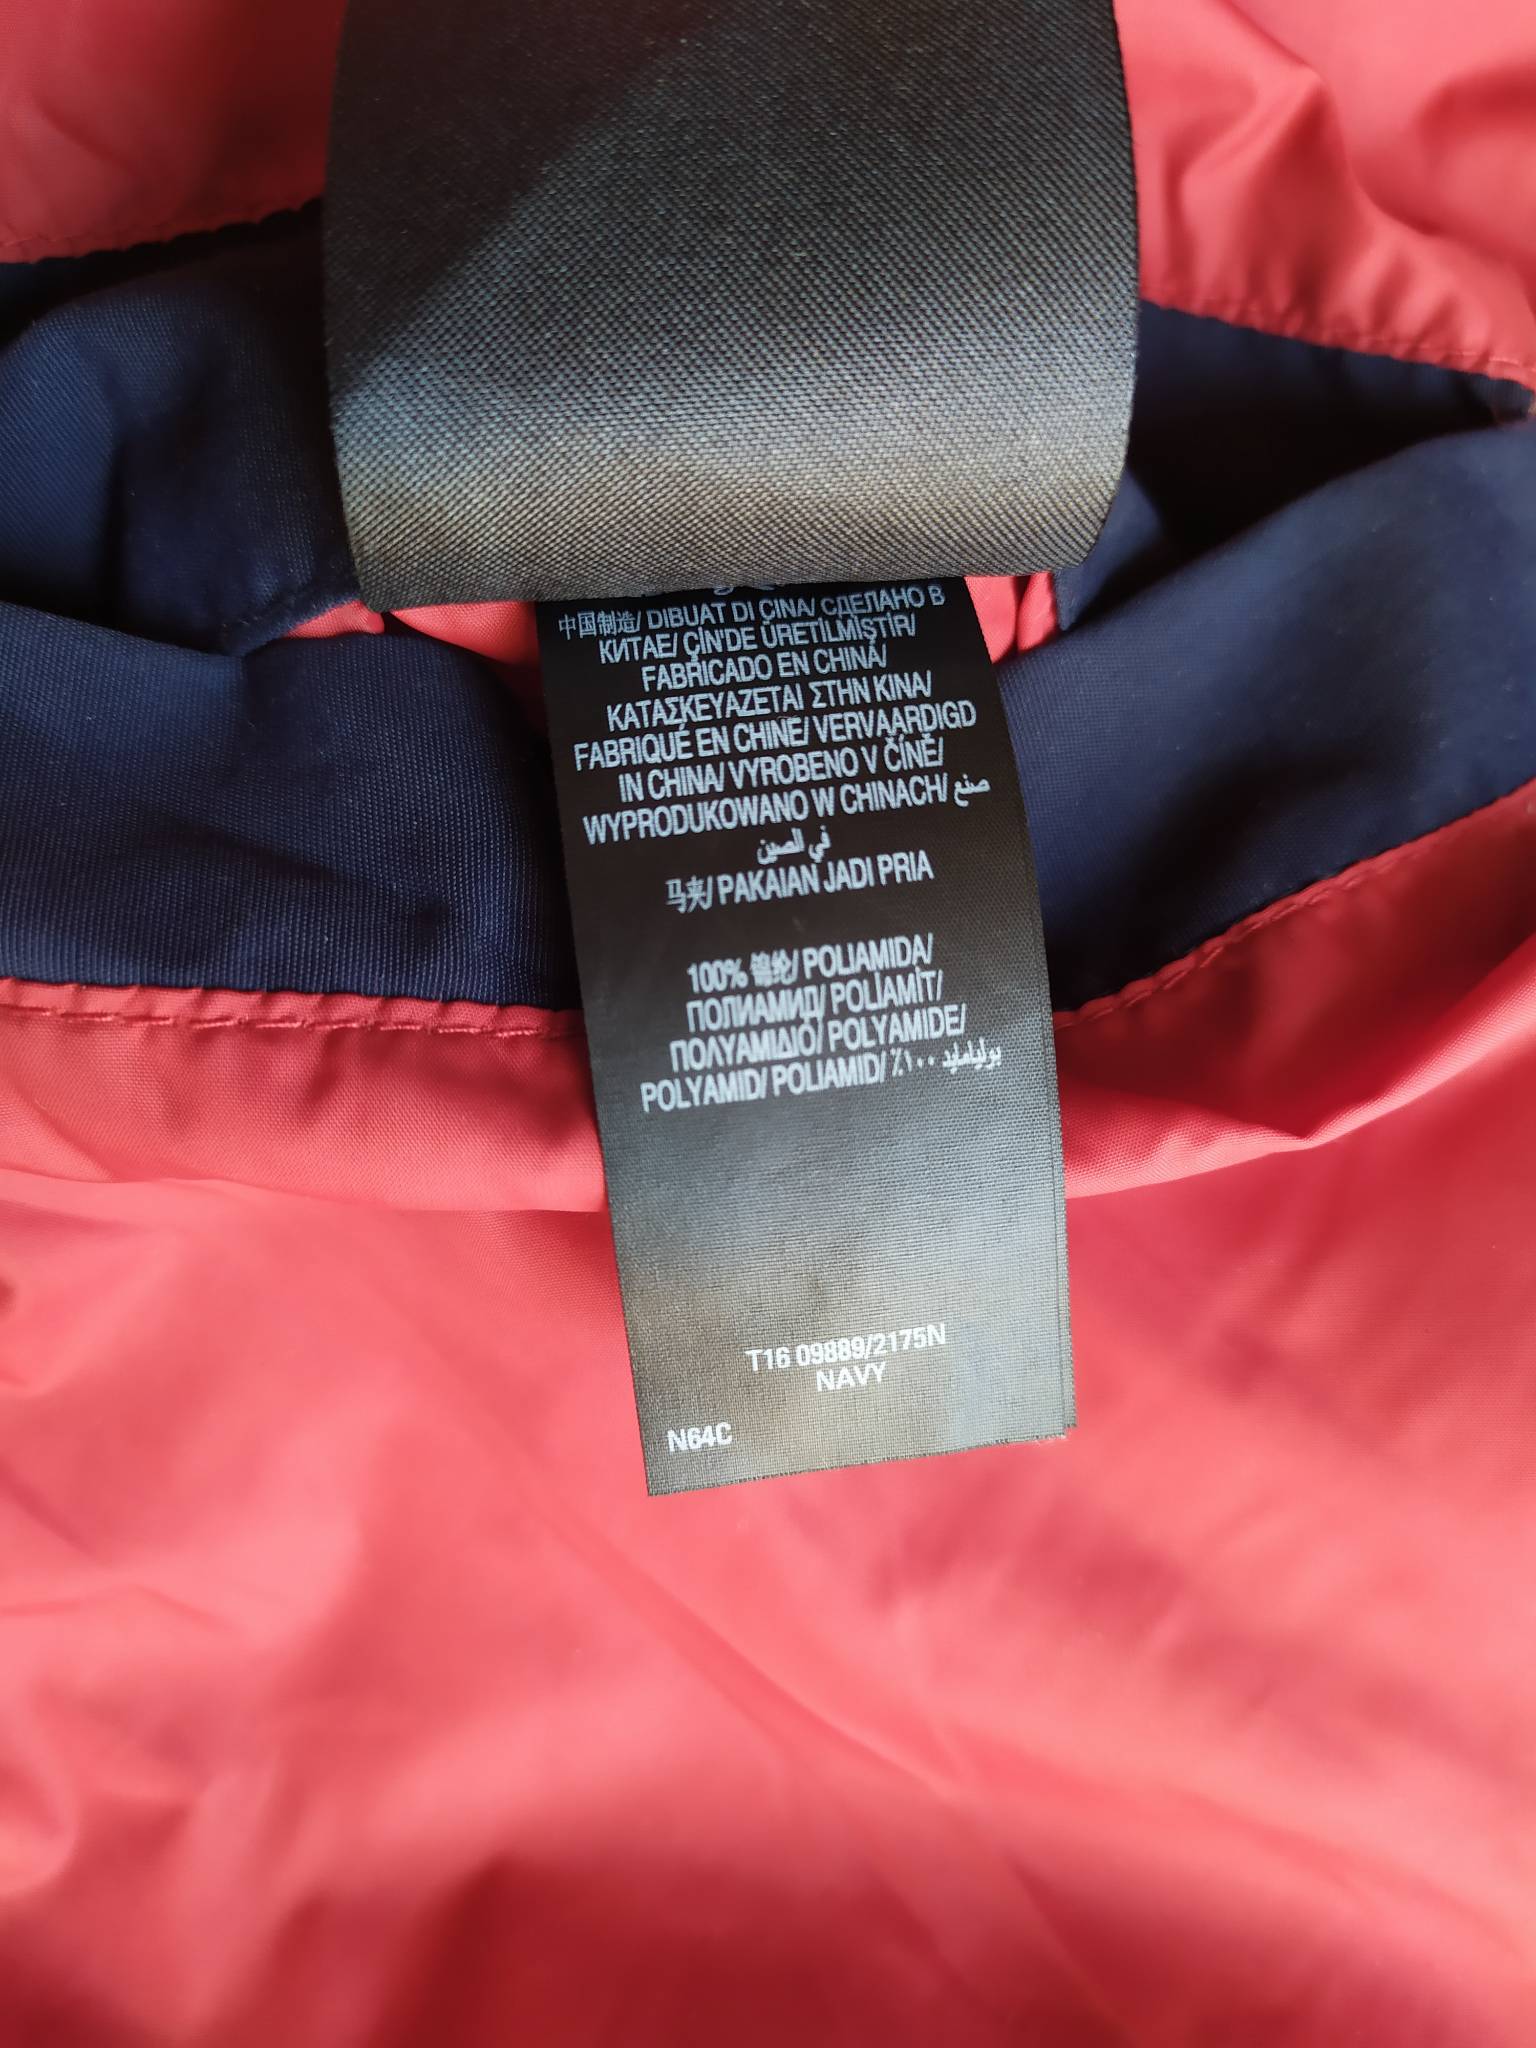 中国制造/ DIBUAT DI ÇINA/ СДЕЛАНО В
КИТАЕ/ ÇİN'DE ÜRETİLMİŞTİR/
FABRICADO EN CHINA/
ΚΑΤΑΣΚΕΥΑΖΕΤΑΙ ΣΤΗΝ ΚΙΝΑ/
FABRIQUÉ EN CHINE/ VERVAARDIGD
IN CHINA/ VYROBENO V ČÍNĚ/
WYPRODUKOWANO W CHINACH/ صنع
في الصين
马夹/ PAKAIAN JADI PRIA
100% 锦纶/ POLIAMIDA/
ПОЛИАМИД/ POLİAMİT/
ΠΟΛΥΑΜΙΔΙΟ/ POLYAMIDE/
POLYAMID/ POLIAMID/ ٪١٠٠ بوليامايد
T16 09889/2175N
NAVY
N64C